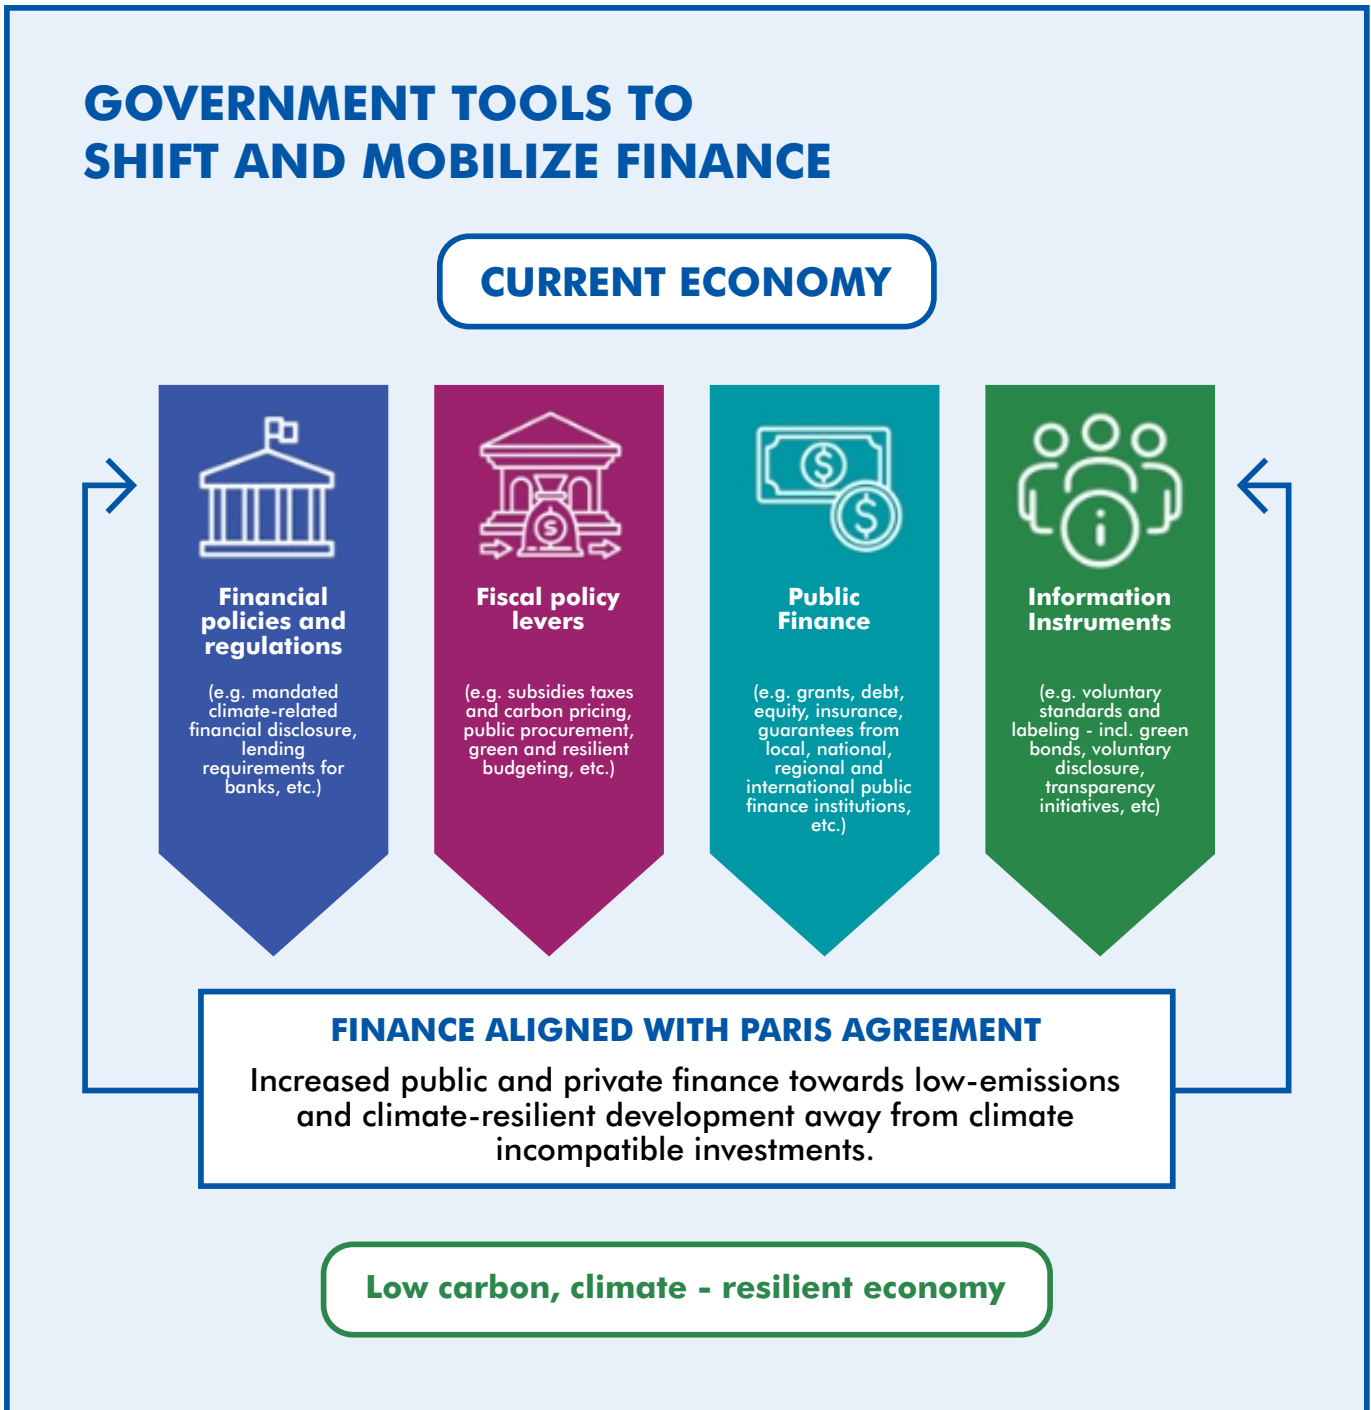 GOVERNMENT TOOLS TO
SHIFT AND MOBILIZE FINANCE
CURRENT ECONOMY
Financial
policies and
regulations
(e.g. mandated
climate-related
financial disclosure,
lending
requirements for
banks, etc.)
Fiscal policy
levers
(e.g. subsidies taxes
and carbon pricing,
public procurement,
green and resilient
budgeting, etc.)
Public
Finance
(e.g. grants, debt,
equity, insurance,
guarantees from
local, national,
regional and
international public
finance institutions,
etc.)
Information
Instruments
(e.g. voluntary
standards and
labeling - incl. green
bonds, voluntary
disclosure,
transparency
initiatives, etc)
FINANCE ALIGNED WITH PARIS AGREEMENT
Increased public and private finance towards low-emissions
and climate-resilient development away from climate
incompatible investments.
Low carbon, climate - resilient economy